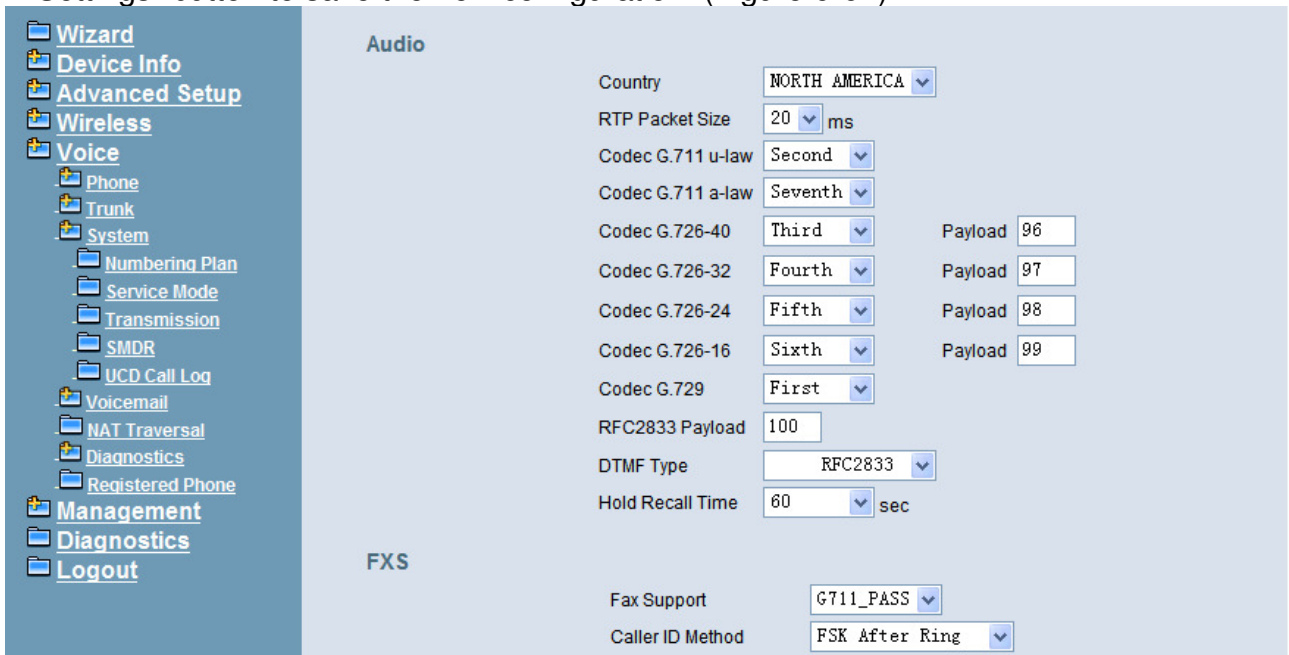 Wizard
Device Info
Advanced Setup
Wireless
Voice
Phone
Trunk
System
Numbering Plan
Service Mode
Transmission
SMDR
UCD Call Log
Voicemail
NAT Traversal
Diagnostics
Registered Phone
Management
Diagnostics
Logout
Audio
Country NORTH AMERICA
RTP Packet Size 20 ms
Codec G.711 u-law Second
Codec G.711 a-law Seventh
Codec G.726-40 Third Payload 96
Codec G.726-32 Fourth Payload 97
Codec G.726-24 Fifth Payload 98
Codec G.726-16 Sixth Payload 99
Codec G.729 First
RFC2833 Payload 100
DTMF Type RFC2833
Hold Recall Time 60 sec
FXS
Fax Support G711_PASS
Caller ID Method FSK After Ring